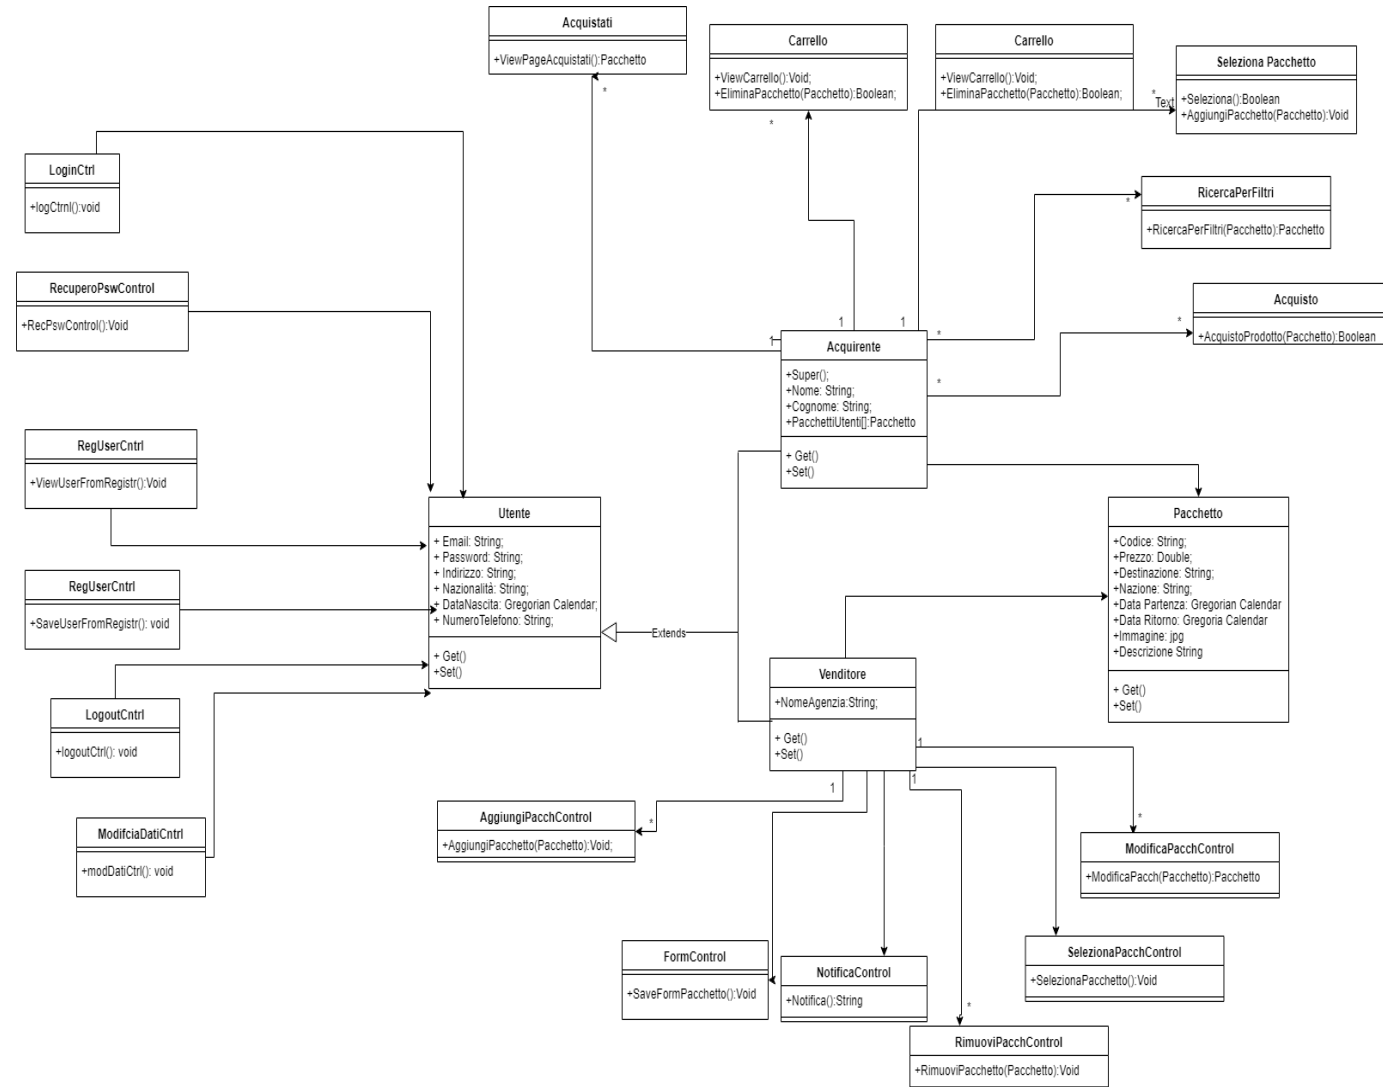 Acquistati
+ViewPageAcquistati():Pacchetto
*
Carrello
+ViewCarrello():Void;
+EliminaPacchetto(Pacchetto):Boolean;
*
Carrello
+ViewCarrello():Void;
+EliminaPacchetto(Pacchetto):Boolean;
*
Text
Seleziona Pacchetto
+Seleziona():Boolean
+AggiungiPacchetto(Pacchetto):Void
LoginCtrl
+logCtrnl():void
RicercaPerFiltri
+RicercaPerFiltri(Pacchetto):Pacchetto
*
RecuperoPswControl
+RecPswControl():Void
Acquisto
+AcquistoProdotto(Pacchetto):Boolean
*
1
1
1
*
*
Acquirente
+Super();
+Nome: String;
+Cognome: String;
+PacchettiUtenti[]:Pacchetto
+ Get()
+Set()
RegUserCntrl
+ViewUserFromRegistr():Void
Utente
+ Email: String;
+ Password: String;
+ Indirizzo: String;
+ Nazionalità: String;
+ DataNascita: Gregorian Calendar;
+ NumeroTelefono: String;
+ Get()
+Set()
Pacchetto
+Codice: String;
+Prezzo: Double;
+Destinazione: String;
+Nazione: String;
+Data Partenza: Gregorian Calendar
+Data Ritorno: Gregoria Calendar
+Immagine: jpg
+Descrizione String
+ Get()
+Set()
RegUserCntrl
+SaveUserFromRegistr(): void
Extends
LogoutCntrl
+logoutCtrl(): void
Venditore
+NomeAgenzia:String;
+ Get()
+Set()
1
1
1
ModifciaDatiCntrl
+modDatiCtrl(): void
AggiungiPacchControl
+AggiungiPacchetto(Pacchetto):Void;
*
ModificaPacchControl
+ModificaPacch(Pacchetto):Pacchetto
*
FormControl
+SaveFormPacchetto():Void
NotificaControl
+Notifica():String
SelezionaPacchControl
+SelezionaPacchetto():Void
*
RimuoviPacchControl
+RimuoviPacchetto(Pacchetto):Void